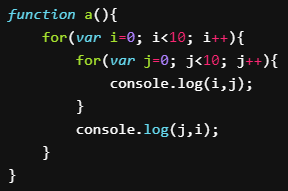 function a(){
    for(var i=0; i<10; i++){
        for(var j=0; j<10; j++){
            console.log(i,j);
        }
        console.log(j,i);
    }
}